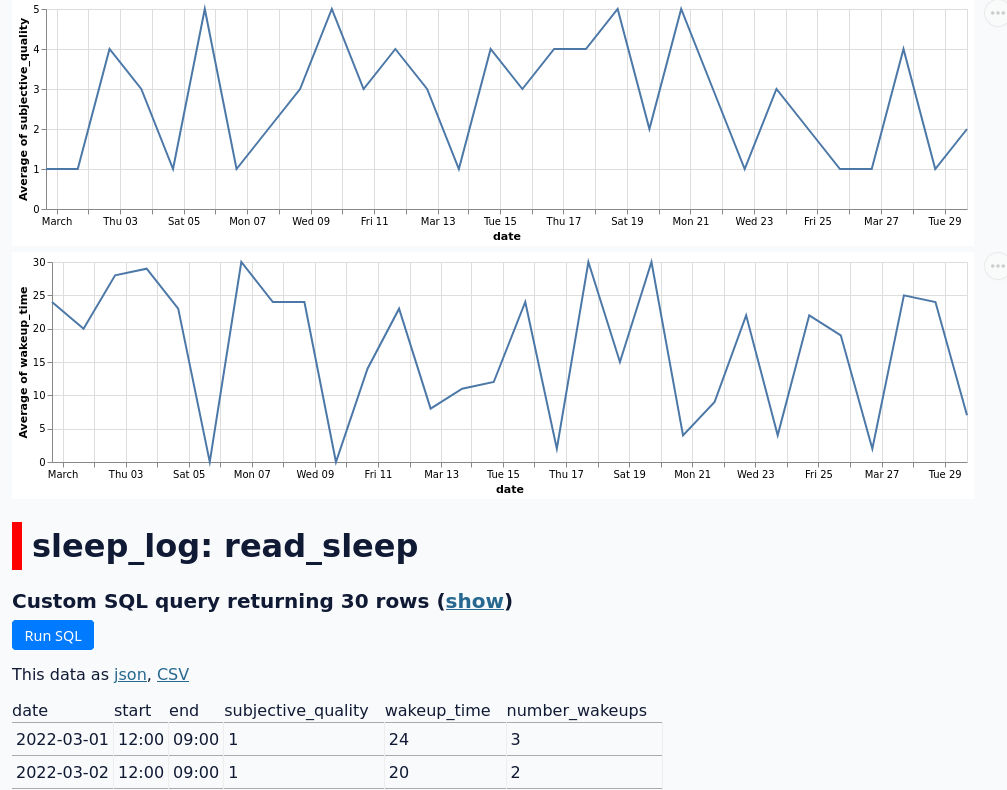 Average of subjective_quality
5
4
3
2
1
0
March Thu 03 Sat 05 Mon 07 Wed 09 Fri 11 Mar 13 Tue 15 Thu 17 Sat 19 Mon 21 Wed 23 Fri 25 Mar 27 Tue 29
date
Average of wakeup_time
30
25
20
15
10
5
0
March Thu 03 Sat 05 Mon 07 Wed 09 Fri 11 Mar 13 Tue 15 Thu 17 Sat 19 Mon 21 Wed 23 Fri 25 Mar 27 Tue 29
date
sleep_log: read_sleep
Custom SQL query returning 30 rows (show)
Run SQL
This data as json, CSV
date start end subjective_quality wakeup_time number_wakeups
2022-03-01 12:00 09:00 1 24 3
2022-03-02 12:00 09:00 1 20 2